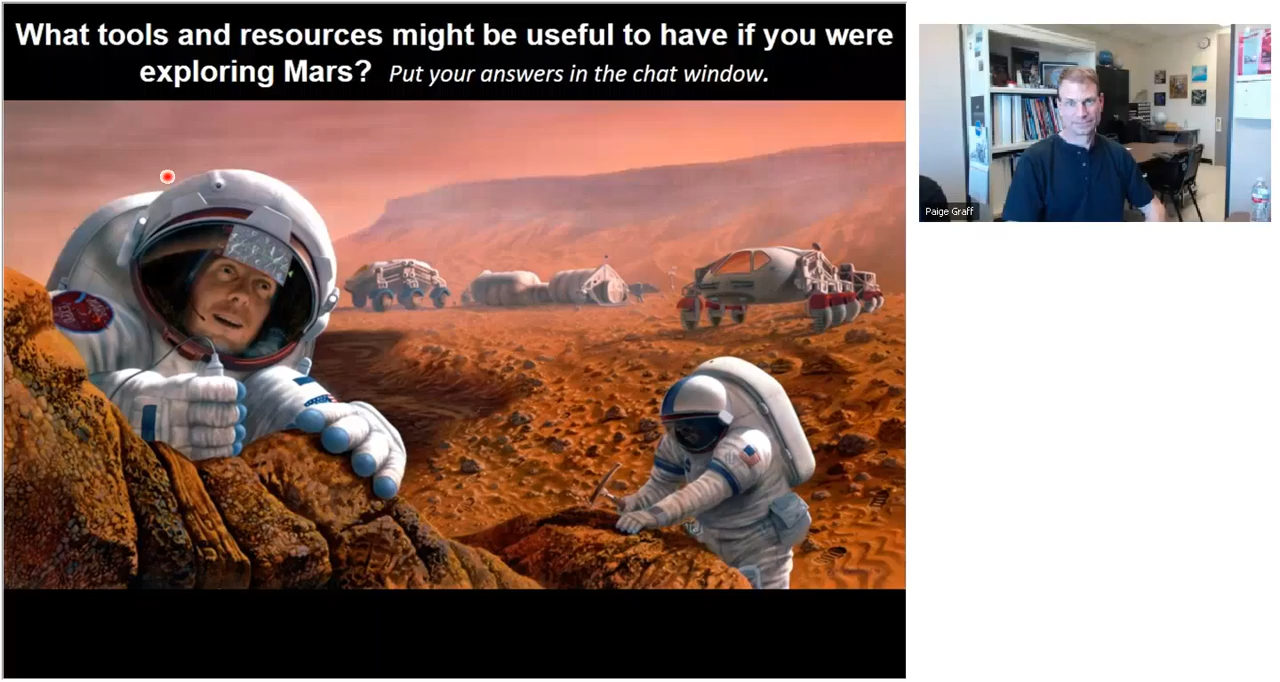 What tools and resources might be useful to have if you were
exploring Mars? Put your answers in the chat window.
Paige Graff